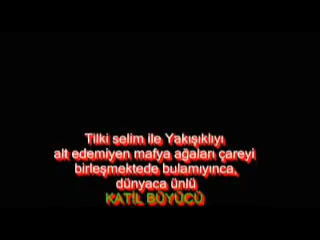 Tilki selim ile Yakışıklıyı
alt edemiyen mafya ağaları çareyi
birleşmektede bulamıyınca,
dünyaca ünlü
KATİL BÜYÜCÜ